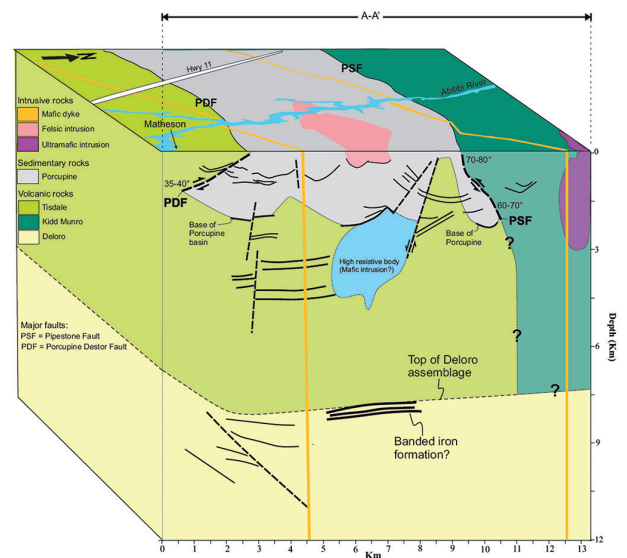 A-A'
N
Hwy 11
PSF
PDF
Abitibi River
Matheson
Intrusive rocks
Mafic dyke
Felsic intrusion
Ultramafic intrusion
Sedimentary rocks
Porcupine
Volcanic rocks
Tisdale
Kidd Munro
Deloro
35-40°
PDF
70-80°
60-70°
PSF
Base of
Porcupine
basin
Base of
Porcupine
High resistive body
(Mafic intrusion?)
?
?
?
Major faults:
PSF = Pipestone Fault
PDF = Porcupine Destor Fault
Top of Deloro
assemblage
Banded iron
formation?
0
3
6
9
12
Depth (Km)
0 1 2 3 4 5 6 7 8 9 10 11 12 13
Km